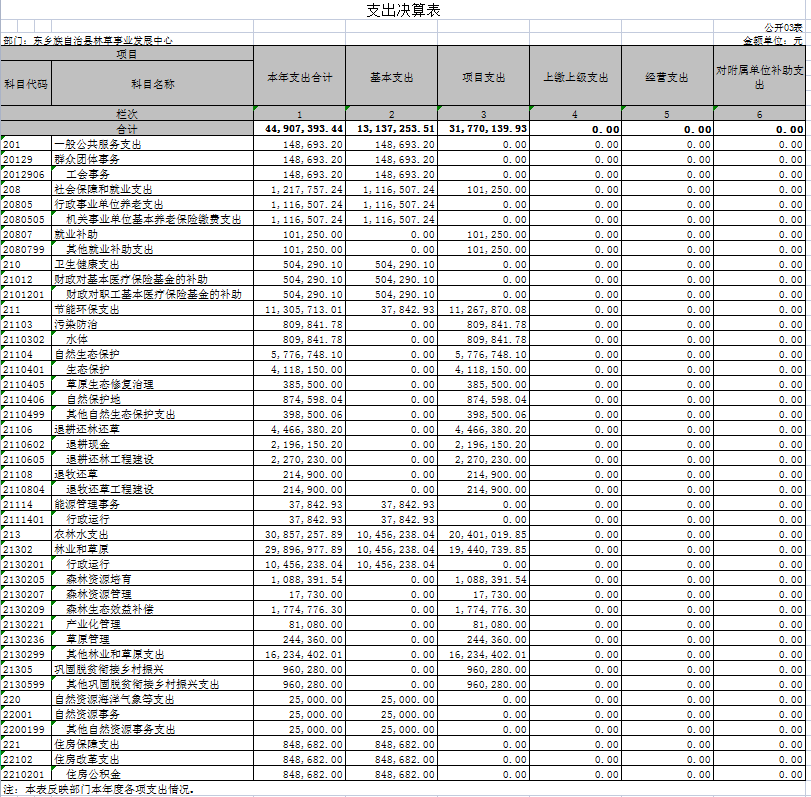 支出决算表
公开03表
部门：东乡族自治县林草事业发展中心 金额单位：元
项目 本年支出合计 基本支出 项目支出 上缴上级支出 经营支出 对附属单位补助支出
科目代码 科目名称
栏次 1 2 3 4 5 6
合计 44,907,393.44 13,137,253.51 31,770,139.93 0.00 0.00 0.00
201 一般公共服务支出 148,693.20 148,693.20 0.00 0.00 0.00 0.00
20129 群众团体事务 148,693.20 148,693.20 0.00 0.00 0.00 0.00
2012906 工会事务 148,693.20 148,693.20 0.00 0.00 0.00 0.00
208 社会保障和就业支出 1,217,757.24 1,116,507.24 101,250.00 0.00 0.00 0.00
20805 行政事业单位养老支出 1,116,507.24 1,116,507.24 0.00 0.00 0.00 0.00
2080505 机关事业单位基本养老保险缴费支出 1,116,507.24 1,116,507.24 0.00 0.00 0.00 0.00
20807 就业补助 101,250.00 0.00 101,250.00 0.00 0.00 0.00
2080799 其他就业补助支出 101,250.00 0.00 101,250.00 0.00 0.00 0.00
210 卫生健康支出 504,290.10 504,290.10 0.00 0.00 0.00 0.00
21012 财政对基本医疗保险基金的补助 504,290.10 504,290.10 0.00 0.00 0.00 0.00
2101201 财政对职工基本医疗保险基金的补助 504,290.10 504,290.10 0.00 0.00 0.00 0.00
211 节能环保支出 11,305,713.01 37,842.93 11,267,870.08 0.00 0.00 0.00
21103 污染防治 809,841.78 0.00 809,841.78 0.00 0.00 0.00
2110302 水体 809,841.78 0.00 809,841.78 0.00 0.00 0.00
21104 自然生态保护 5,776,748.10 0.00 5,776,748.10 0.00 0.00 0.00
2110401 生态保护 4,118,150.00 0.00 4,118,150.00 0.00 0.00 0.00
2110405 草原生态修复治理 385,500.00 0.00 385,500.00 0.00 0.00 0.00
2110406 自然保护地 874,598.04 0.00 874,598.04 0.00 0.00 0.00
2110499 其他自然生态保护支出 398,500.06 0.00 398,500.06 0.00 0.00 0.00
21106 退耕还林还草 4,466,380.20 0.00 4,466,380.20 0.00 0.00 0.00
2110602 退耕现金 2,196,150.20 0.00 2,196,150.20 0.00 0.00 0.00
2110605 退耕还林工程建设 2,270,230.00 0.00 2,270,230.00 0.00 0.00 0.00
21108 退牧还草 214,900.00 0.00 214,900.00 0.00 0.00 0.00
2110804 退牧还草工程建设 214,900.00 0.00 214,900.00 0.00 0.00 0.00
21114 能源管理事务 37,842.93 37,842.93 0.00 0.00 0.00 0.00
2111401 行政运行 37,842.93 37,842.93 0.00 0.00 0.00 0.00
213 农林水支出 30,857,257.89 10,456,238.04 20,401,019.85 0.00 0.00 0.00
21302 林业和草原 29,896,977.89 10,456,238.04 19,440,739.85 0.00 0.00 0.00
2130201 行政运行 10,456,238.04 10,456,238.04 0.00 0.00 0.00 0.00
2130205 森林资源培育 1,088,391.54 0.00 1,088,391.54 0.00 0.00 0.00
2130207 森林资源管理 17,730.00 0.00 17,730.00 0.00 0.00 0.00
2130209 森林生态效益补偿 1,774,776.30 0.00 1,774,776.30 0.00 0.00 0.00
2130221 产业化管理 81,080.00 0.00 81,080.00 0.00 0.00 0.00
2130236 草原管理 244,360.00 0.00 244,360.00 0.00 0.00 0.00
2130299 其他林业和草原支出 16,234,402.01 0.00 16,234,402.01 0.00 0.00 0.00
21305 巩固脱贫衔接乡村振兴 960,280.00 0.00 960,280.00 0.00 0.00 0.00
2130599 其他巩固脱贫衔接乡村振兴支出 960,280.00 0.00 960,280.00 0.00 0.00 0.00
220 自然资源海洋气象等支出 25,000.00 25,000.00 0.00 0.00 0.00 0.00
22001 自然资源事务 25,000.00 25,000.00 0.00 0.00 0.00 0.00
2200199 其他自然资源事务支出 25,000.00 25,000.00 0.00 0.00 0.00 0.00
221 住房保障支出 848,682.00 848,682.00 0.00 0.00 0.00 0.00
22102 住房改革支出 848,682.00 848,682.00 0.00 0.00 0.00 0.00
2210201 住房公积金 848,682.00 848,682.00 0.00 0.00 0.00 0.00
注：本表反映部门本年度各项支出情况。